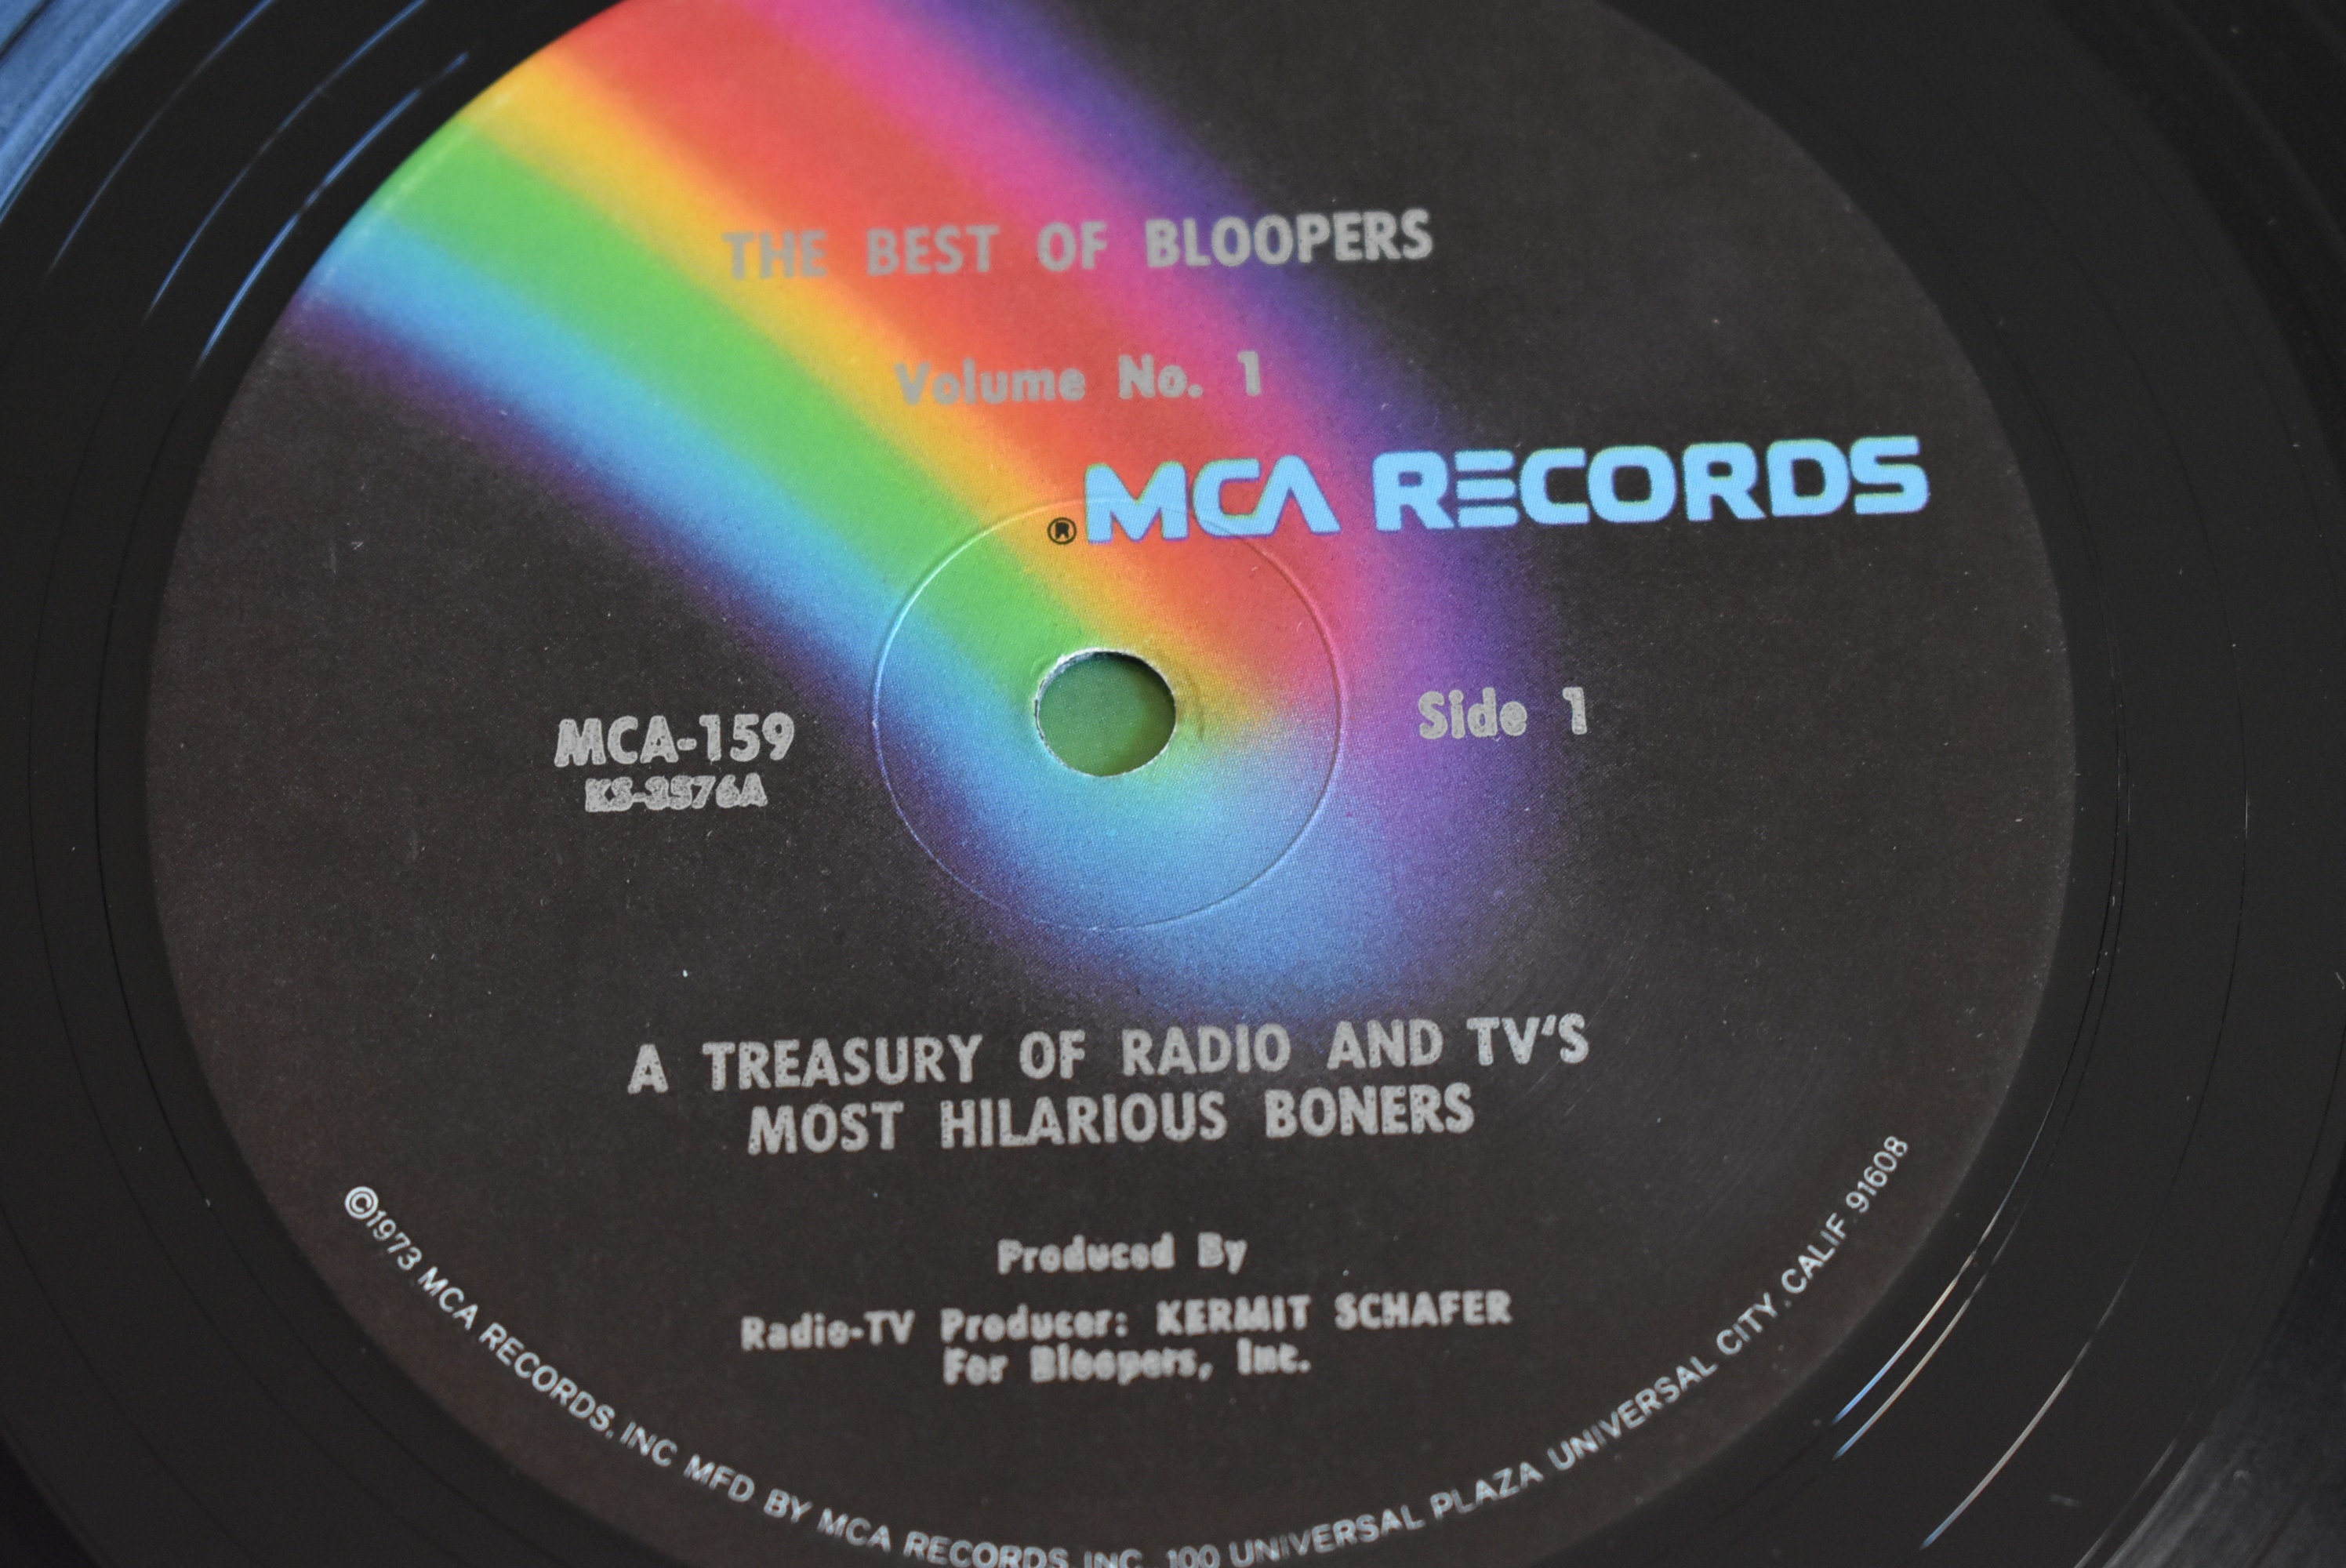 THE BEST OF BLOOPERS
Volume No. 1
® MCA RECORDS
MCA-159
KS-2576A
Side 1
A TREASURY OF RADIO AND TV'S
MOST HILARIOUS BONERS
Produced By
Radio-TV Producer: KERMIT SCHAFER
For Bloopers, Inc.
©1973 MCA RECORDS, INC MFD BY MCA RECORDS, INC., 100 UNIVERSAL PLAZA UNIVERSAL CITY, CALIF 91608